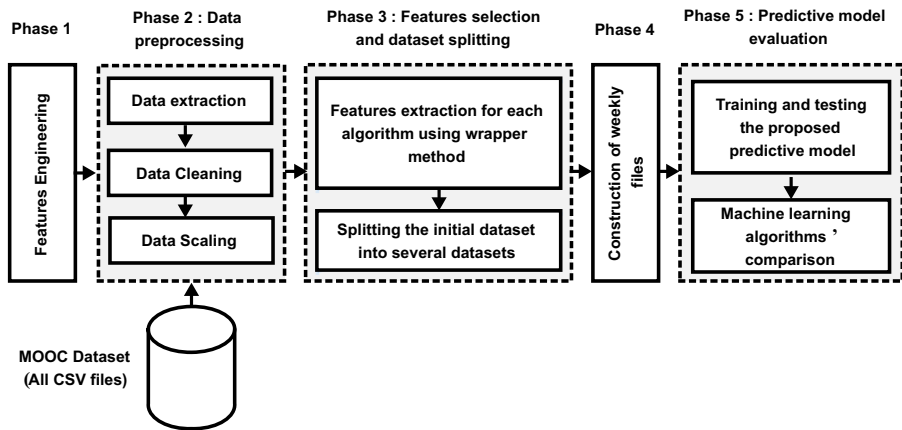 Phase 1
Phase 2 : Data
preprocessing
Phase 3 : Features selection
and dataset splitting
Phase 4
Phase 5 : Predictive model
evaluation
Features Engineering
Data extraction
Data Cleaning
Data Scaling
Features extraction for each
algorithm using wrapper
method
Splitting the initial dataset
into several datasets
Construction of weekly
files
Training and testing
the proposed
predictive model
Machine learning
algorithms ’
comparison
MOOC Dataset
(All CSV files)